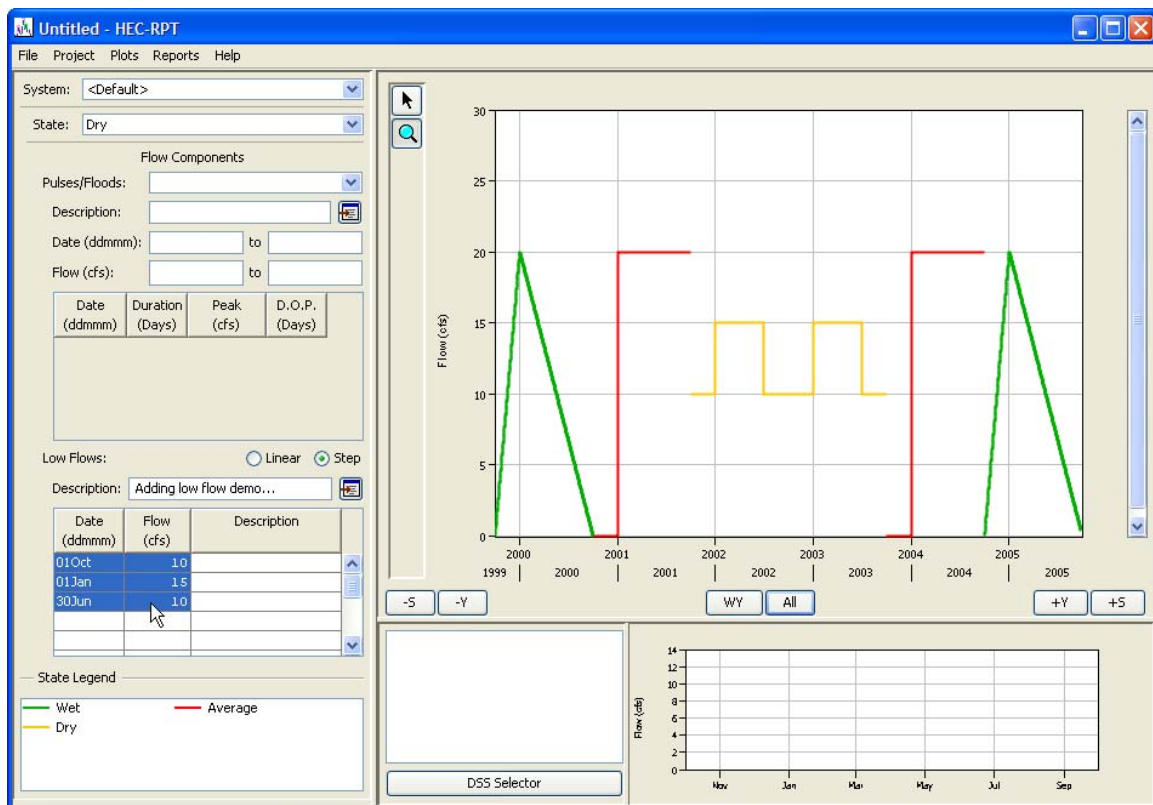 Untitled - HEC-RPT
File Project Plots Reports Help
System: <Default>
State: Dry
Flow Components
Pulses/Floods:
Description:
Date (ddmmm): to
Flow (cfs): to
Date (ddmmm) Duration (Days) Peak (cfs) D.O.P. (Days)
Low Flows: Linear Step
Description: Adding low flow demo...
Date (ddmmm) Flow (cfs) Description
01Oct 10
01Jan 15
30Jun 10
State Legend
Wet Average
Dry
Flow (cfs)
30
25
20
15
10
5
0
2000 2001 2002 2003 2004 2005
1999 | 2000 | 2001 | 2002 | 2003 | 2004 | 2005
-S -Y WY All +Y +S
DSS Selector
Flow (cfs)
14
12
10
8
6
4
2
0
Nov Jan Mar May Jul Sep